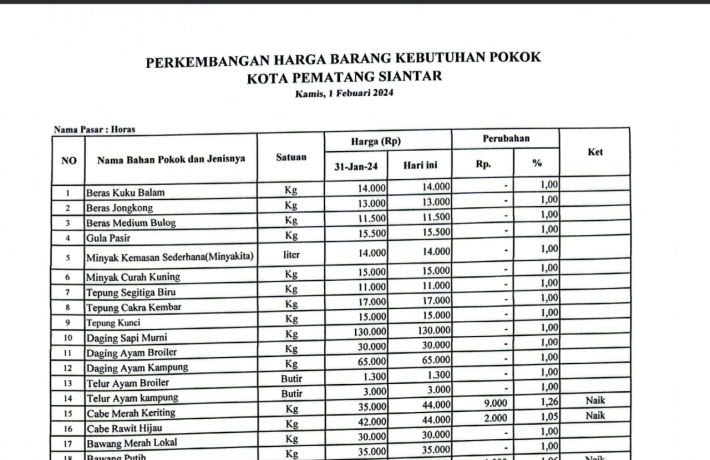 PERKEMBANGAN HARGA BARANG KEBUTUHAN POKOK
KOTA PEMATANG SIANTAR
Kamis, 1 Febuari 2024
Nama Pasar : Horas
NO Nama Bahan Pokok dan Jenisnya Satuan Harga (Rp) Perubahan Ket
31-Jan-24 Hari ini Rp. %
1 Beras Kuku Balam Kg 14.000 14.000 - 1,00
2 Beras Jongkong Kg 13.000 13.000 - 1,00
3 Beras Medium Bulog Kg 11.500 11.500 - 1,00
4 Gula Pasir Kg 15.500 15.500 - 1,00
5 Minyak Kemasan Sederhana(Minyakita) liter 14.000 14.000 - 1,00
6 Minyak Curah Kuning Kg 15.000 15.000 - 1,00
7 Tepung Segitiga Biru Kg 11.000 11.000 - 1,00
8 Tepung Cakra Kembar Kg 17.000 17.000 - 1,00
9 Tepung Kunci Kg 15.000 15.000 - 1,00
10 Daging Sapi Murni Kg 130.000 130.000 - 1,00
11 Daging Ayam Broiler Kg 30.000 30.000 - 1,00
12 Daging Ayam Kampung Kg 65.000 65.000 - 1,00
13 Telur Ayam Broiler Butir 1.300 1.300 - 1,00
14 Telur Ayam kampung Butir 3.000 3.000 - 1,00
15 Cabe Merah Keriting Kg 35.000 44.000 9.000 1,26 Naik
16 Cabe Rawit Hijau Kg 42.000 44.000 2.000 1,05 Naik
17 Bawang Merah Lokal Kg 30.000 30.000 - 1,00
18 Bawang Putih Kg 35.000 35.000 - 1,00
Naik